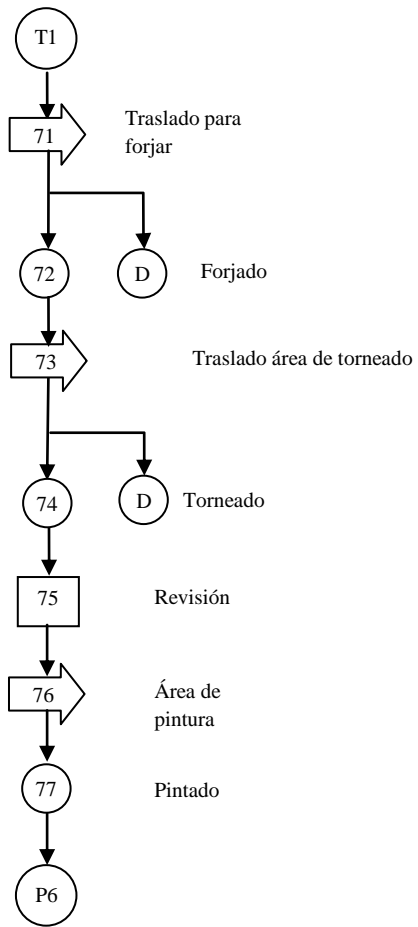 T1
71
Traslado para
forjar
72
D
Forjado
73
Traslado área de torneado
74
D
Torneado
75
Revisión
76
Área de
pintura
77
Pintado
P6